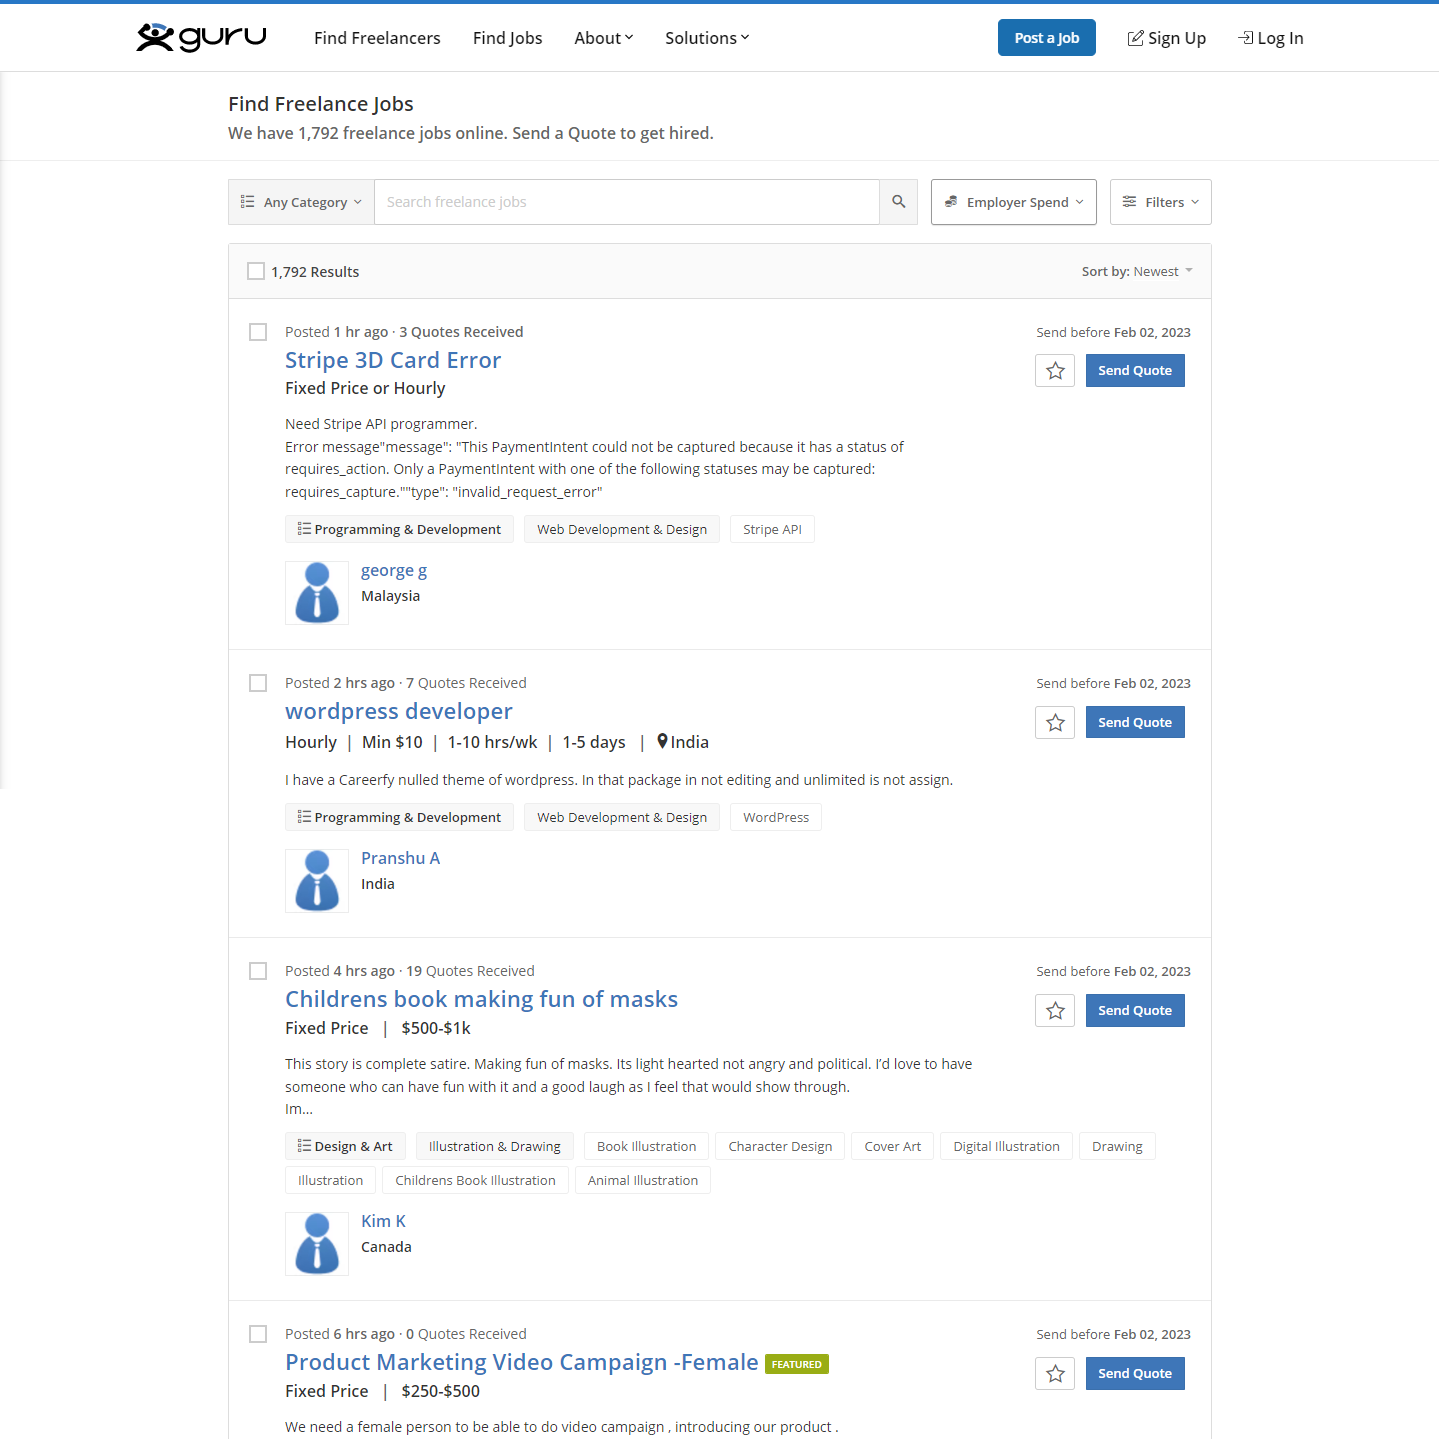 guru
Find Freelancers
Find Jobs
About
Solutions
Post a Job
Sign Up
Log In
Find Freelance Jobs
We have 1,792 freelance jobs online. Send a Quote to get hired.
Any Category
Search freelance jobs
Employer Spend
Filters
1,792 Results
Sort by: Newest
Posted 1 hr ago · 3 Quotes Received
Send before Feb 02, 2023
Stripe 3D Card Error
Send Quote
Fixed Price or Hourly
Need Stripe API programmer.
Error message"message": "This PaymentIntent could not be captured because it has a status of
requires_action. Only a PaymentIntent with one of the following statuses may be captured:
requires_capture.""type": "invalid_request_error"
Programming & Development
Web Development & Design
Stripe API
george g
Malaysia
Posted 2 hrs ago · 7 Quotes Received
Send before Feb 02, 2023
wordpress developer
Send Quote
Hourly | Min $10 | 1-10 hrs/wk | 1-5 days | India
I have a Careerfy nulled theme of wordpress. In that package in not editing and unlimited is not assign.
Programming & Development
Web Development & Design
WordPress
Pranshu A
India
Posted 4 hrs ago · 19 Quotes Received
Send before Feb 02, 2023
Childrens book making fun of masks
Send Quote
Fixed Price | $500-$1k
This story is complete satire. Making fun of masks. Its light hearted not angry and political. I’d love to have
someone who can have fun with it and a good laugh as I feel that would show through.
Im...
Design & Art
Illustration & Drawing
Book Illustration
Character Design
Cover Art
Digital Illustration
Drawing
Illustration
Childrens Book Illustration
Animal Illustration
Kim K
Canada
Posted 6 hrs ago · 0 Quotes Received
Send before Feb 02, 2023
Product Marketing Video Campaign -Female FEATURED
Send Quote
Fixed Price | $250-$500
We need a female person to be able to do video campaign , introducing our product .